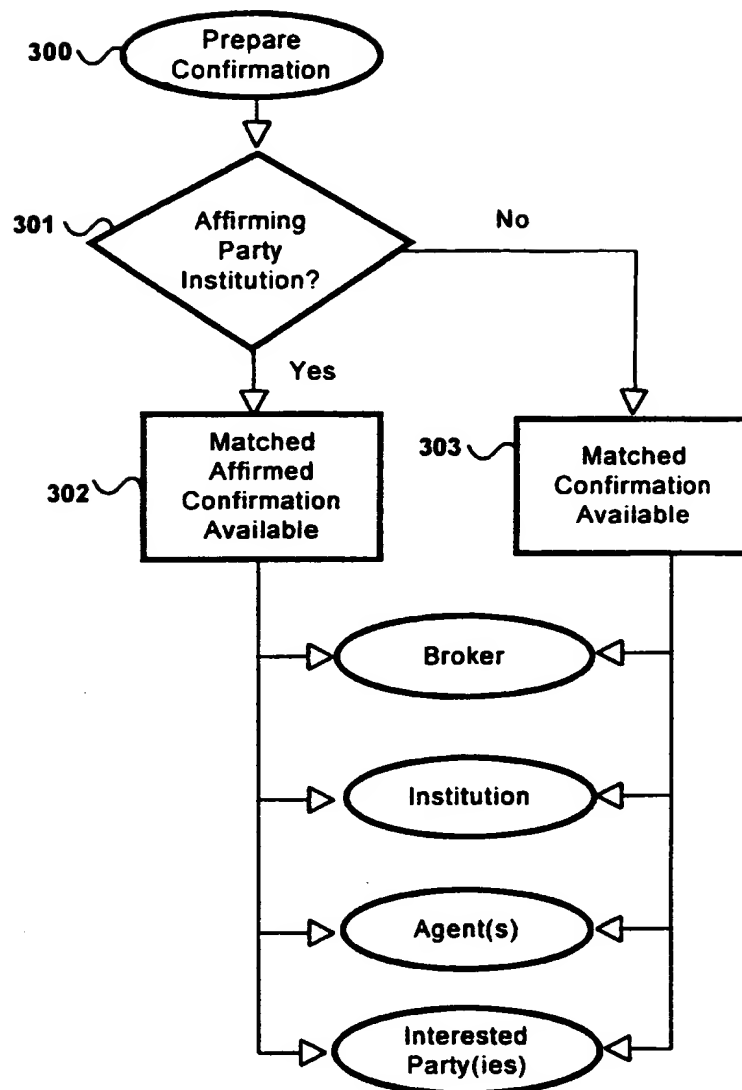 300
Prepare
Confirmation
301
Affirming
Party
Institution?
No
Yes
302
Matched
Affirmed
Confirmation
Available
303
Matched
Confirmation
Available
Broker
Institution
Agent(s)
Interested
Party(ies)